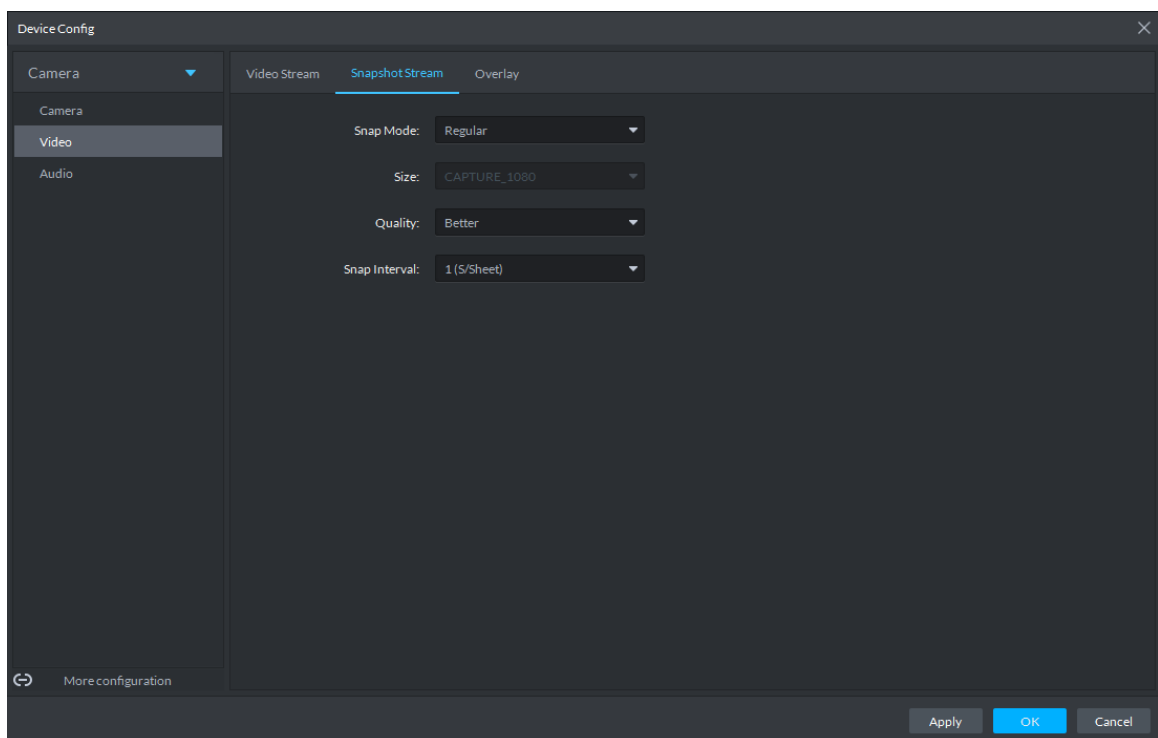 Device Config
Camera
Video Stream Snapshot Stream Overlay
Camera
Video
Audio
Snap Mode: Regular
Size: CAPTURE_1080
Quality: Better
Snap Interval: 1 (S/Sheet)
More configuration
Apply OK Cancel